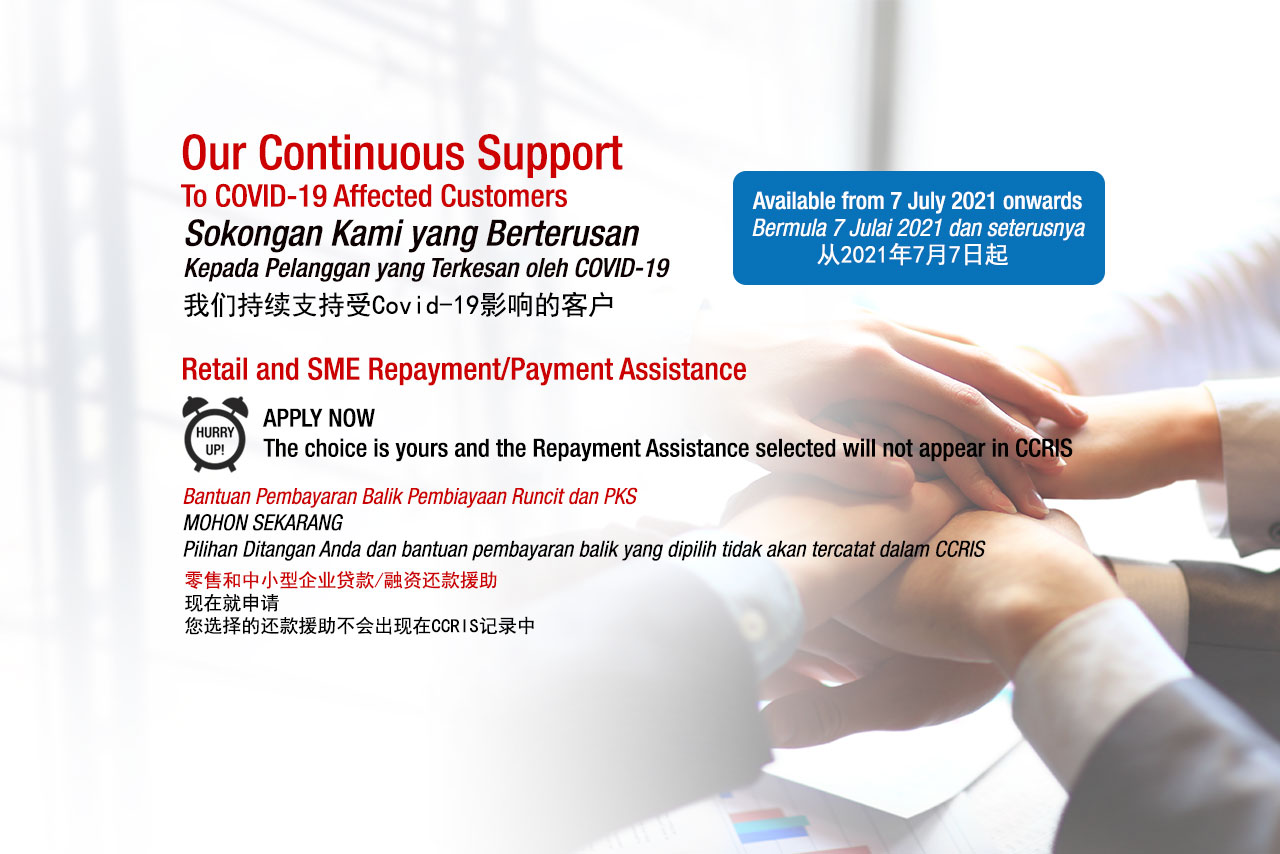 Our Continuous Support
To COVID-19 Affected Customers
Sokongan Kami yang Berterusan
Kepada Pelanggan yang Terkesan oleh COVID-19
我们持续支持受Covid-19影响的客户
Available from 7 July 2021 onwards
Bermula 7 Julai 2021 dan seterusnya
从2021年7月7日起
Retail and SME Repayment/Payment Assistance
HURRY
UP!
APPLY NOW
The choice is yours and the Repayment Assistance selected will not appear in CCRIS
Bantuan Pembayaran Balik Pembiayaan Runcit dan PKS
MOHON SEKARANG
Pilihan Ditangan Anda dan bantuan pembayaran balik yang dipilih tidak akan tercatat dalam CCRIS
零售和中小型企业贷款/融资还款援助
现在就申请
您选择的还款援助不会出现在CCRIS记录中